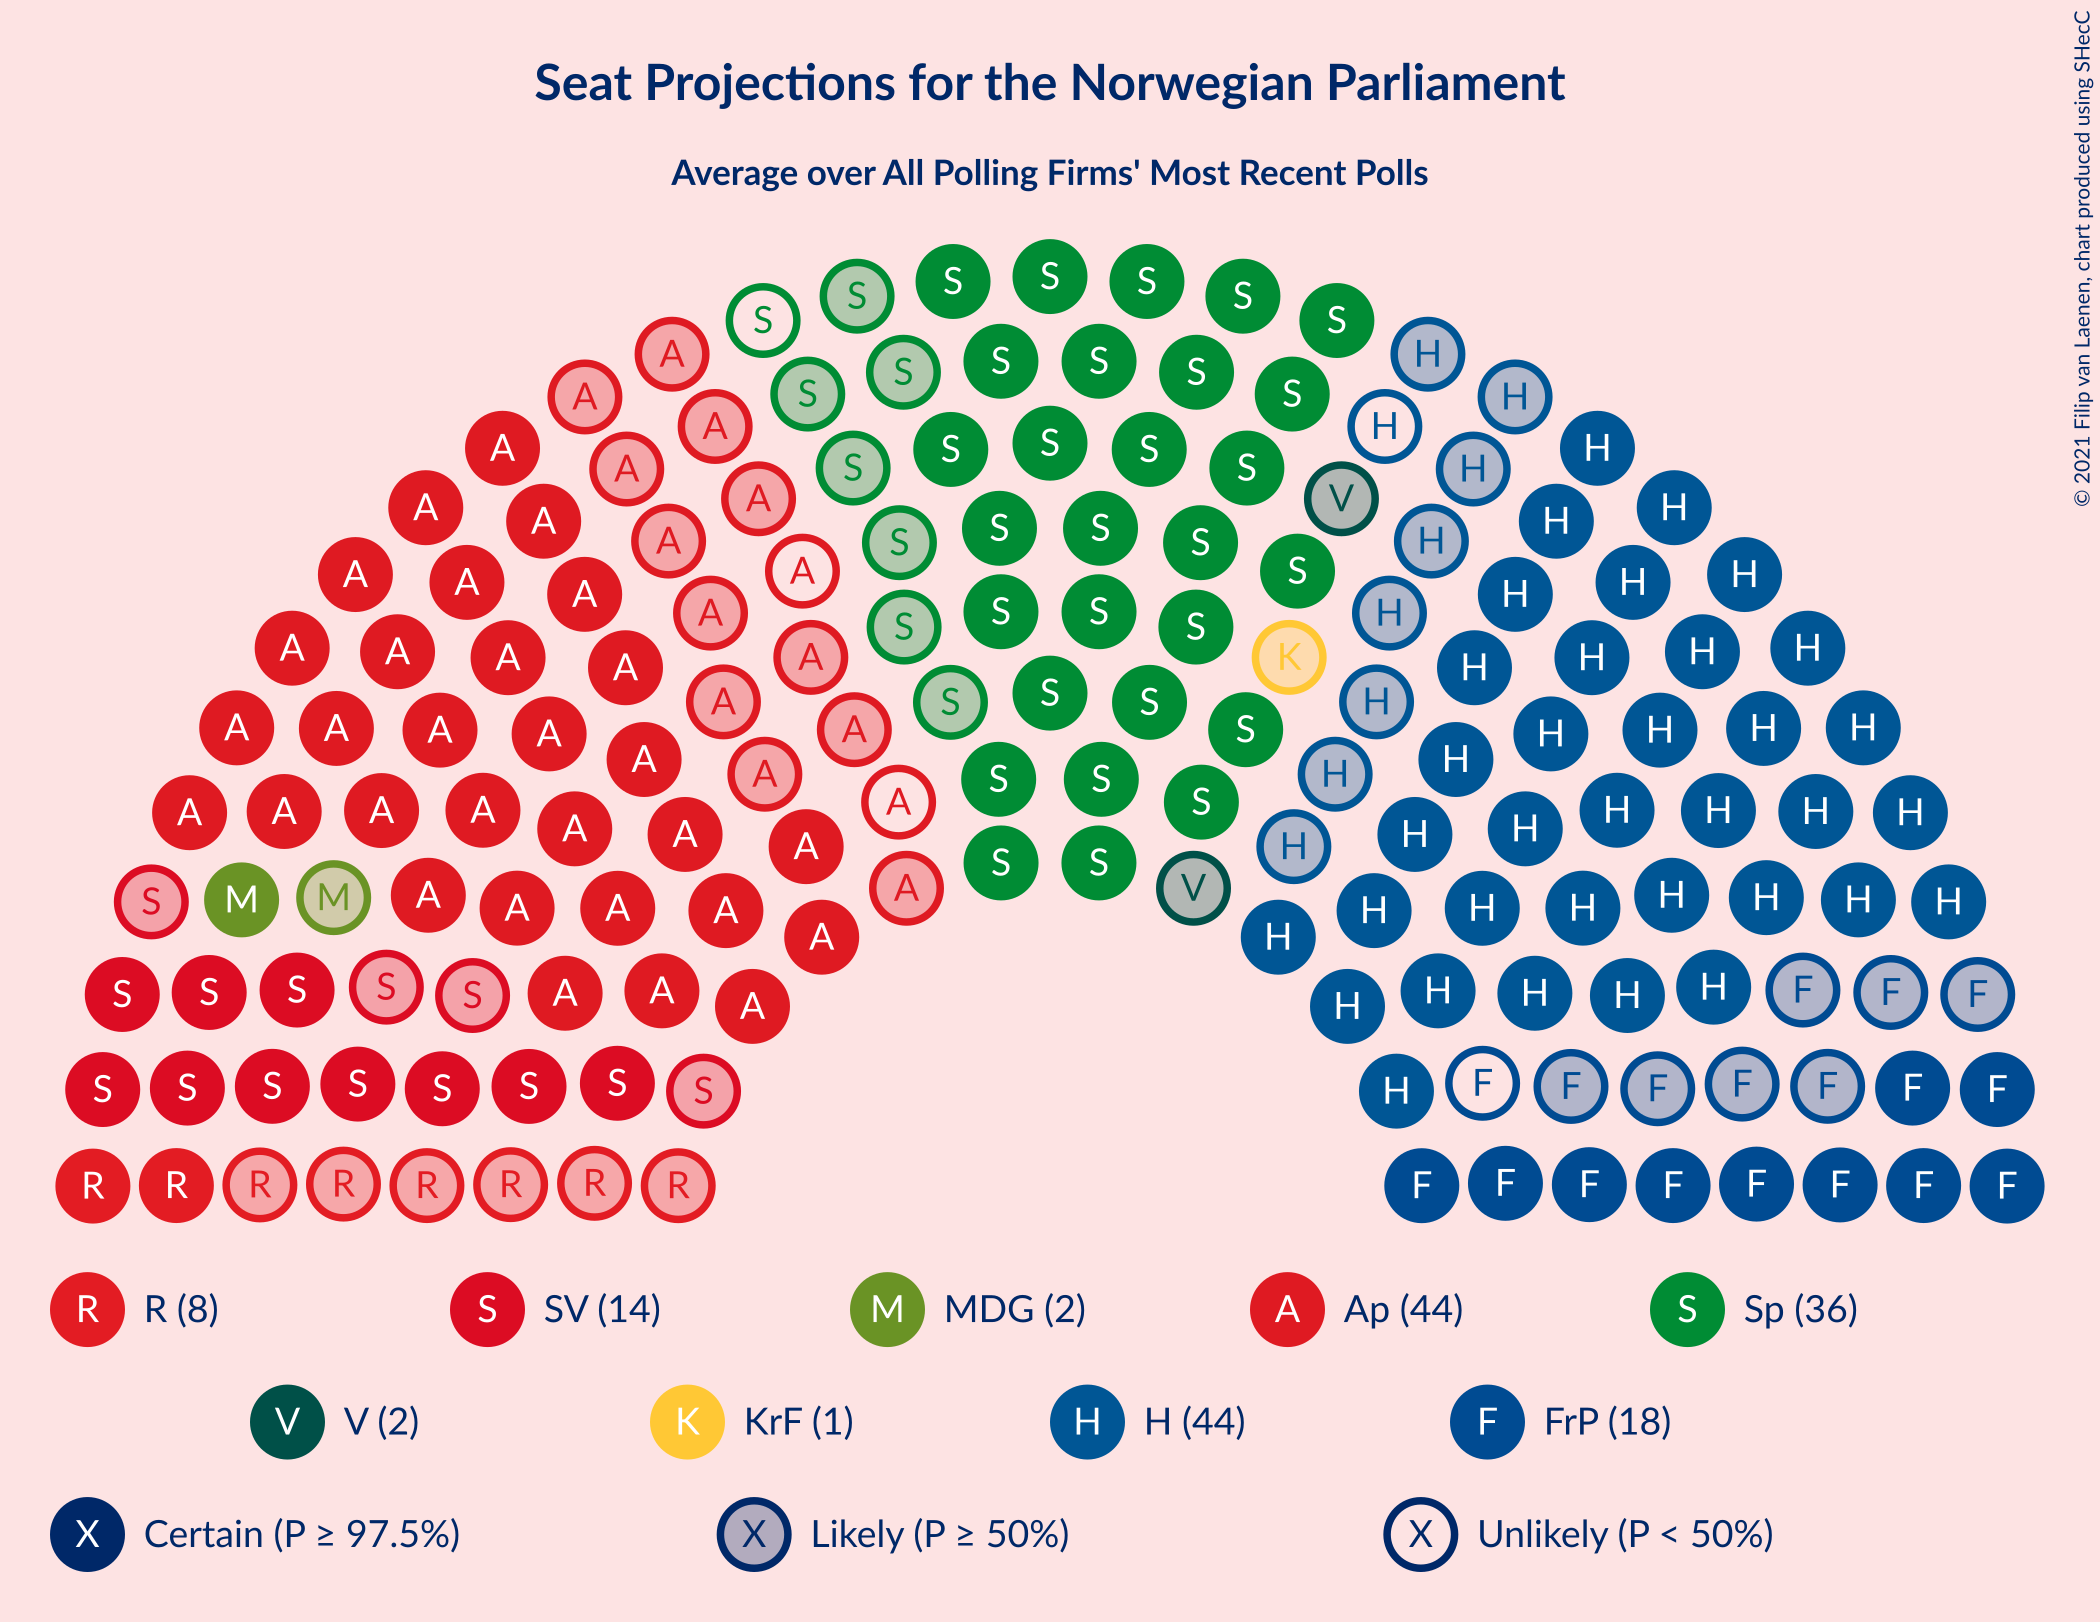 © 2021 Filip van Laenen, chart produced using SHecC
Seat Projections for the Norwegian Parliament
Average over All Polling Firms' Most Recent Polls
S S S S S
S S
A S S S S H
A S S H
A A S S S H H
A S S H
A A A A S S S S V H H H
A A A A A S S S H H H H
A A A A A S S K H H H H
A A A A A A A S S S S H H H H H H
A A A A A A A A A S S S H H H H H H H H
S M M A A A A A A S S V H H H H H H H H
S S S S S A A A H H H H H F F F
S S S S S S S S H F F F F F F F
R R R R R R R R F F F F F F F F
R R (8) S SV (14) M MDG (2) A Ap (44) S Sp (36)
V V (2) K KrF (1) H H (44) F FrP (18)
X Certain (P ≥ 97.5%) X Likely (P ≥ 50%) X Unlikely (P < 50%)